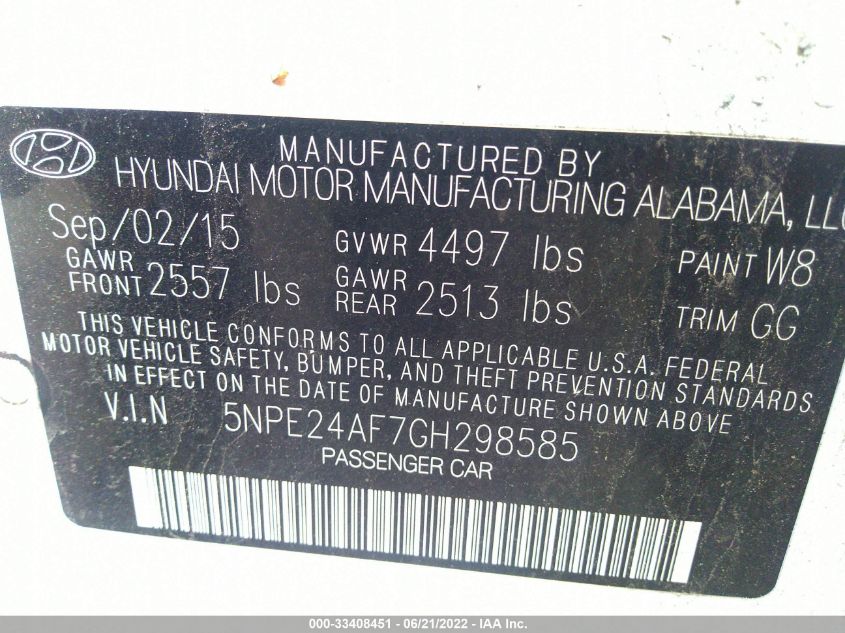 MANUFACTURED BY
HYUNDAI MOTOR MANUFACTURING ALABAMA, LLC
Sep/02/15 GVWR 4497 lbs PAINT W8
GAWR FRONT 2557 lbs GAWR REAR 2513 lbs TRIM GG
THIS VEHICLE CONFORMS TO ALL APPLICABLE U.S.A. FEDERAL
MOTOR VEHICLE SAFETY, BUMPER, AND THEFT PREVENTION STANDARDS
IN EFFECT ON THE DATE OF MANUFACTURE SHOWN ABOVE
V.I.N 5NPE24AF7GH298585
PASSENGER CAR
000-33408451 - 06/21/2022 - IAA Inc.